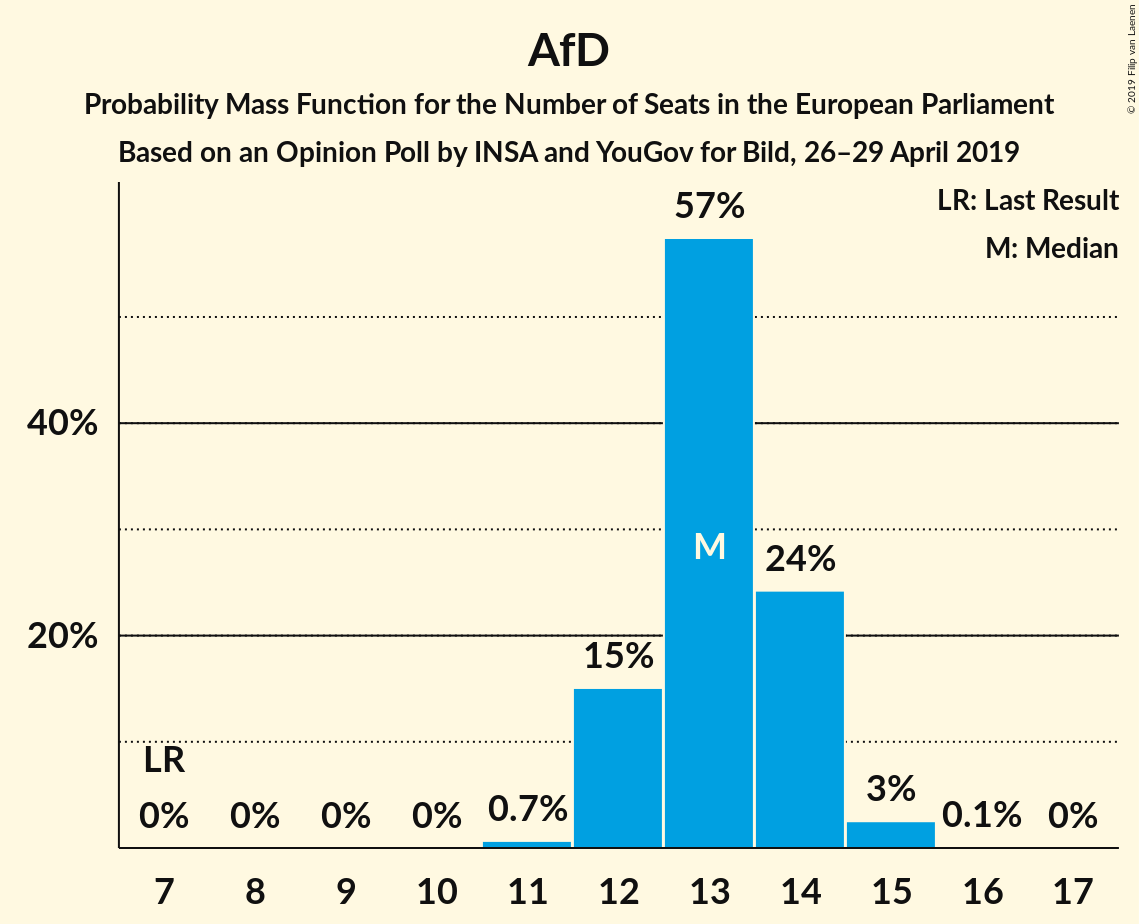 AfD
Probability Mass Function for the Number of Seats in the European Parliament
Based on an Opinion Poll by INSA and YouGov for Bild, 26–29 April 2019
© 2019 Filip van Laenen
LR: Last Result
M: Median
57%
40%
M
24%
20%
15%
LR
3%
0% 0% 0% 0% 0.7% 0.1% 0%
7 8 9 10 11 12 13 14 15 16 17